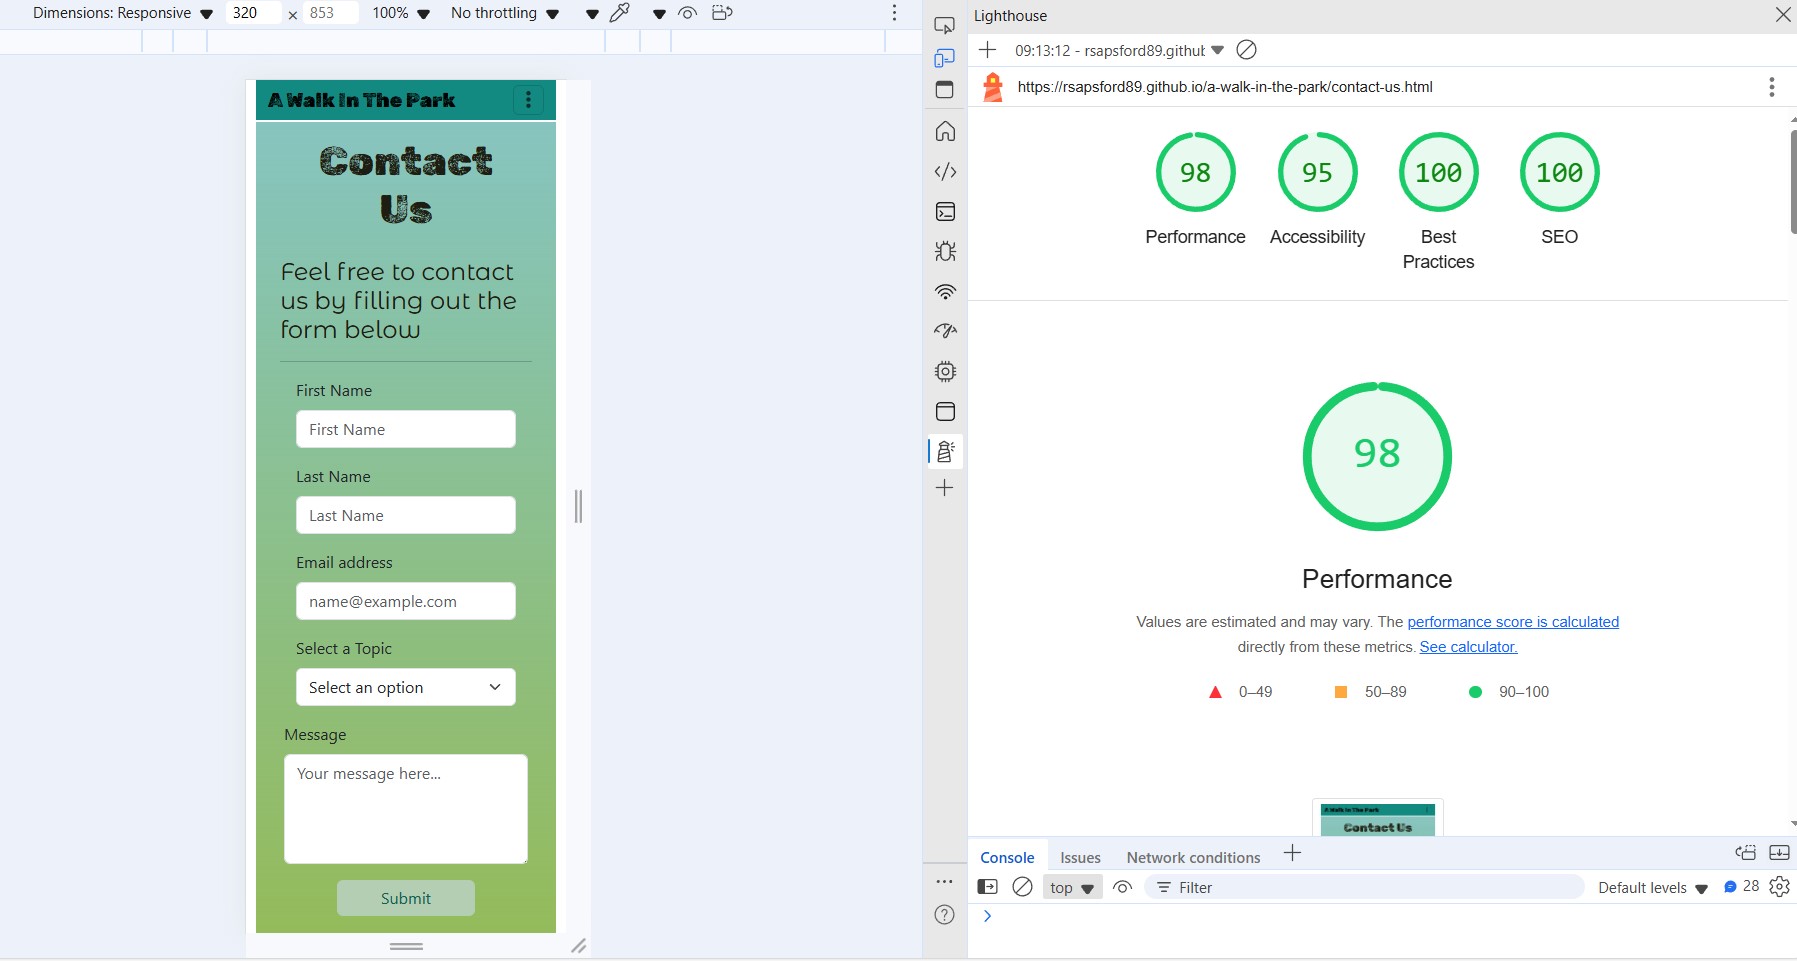 Dimensions: Responsive 320 × 853 100% No throttling
A Walk In The Park
Contact
Us
Feel free to contact
us by filling out the
form below
First Name
First Name
Last Name
Last Name
Email address
name@example.com
Select a Topic
Select an option
Message
Your message here...
Submit
Lighthouse
09:13:12 - rsapsford89.github
https://rsapsford89.github.io/a-walk-in-the-park/contact-us.html
98 95 100 100
Performance Accessibility Best Practices SEO
98
Performance
Values are estimated and may vary. The performance score is calculated
directly from these metrics. See calculator.
0–49 50–89 90–100
A Walk In The Park
Contact Us
Console Issues Network conditions
top Filter Default levels 28